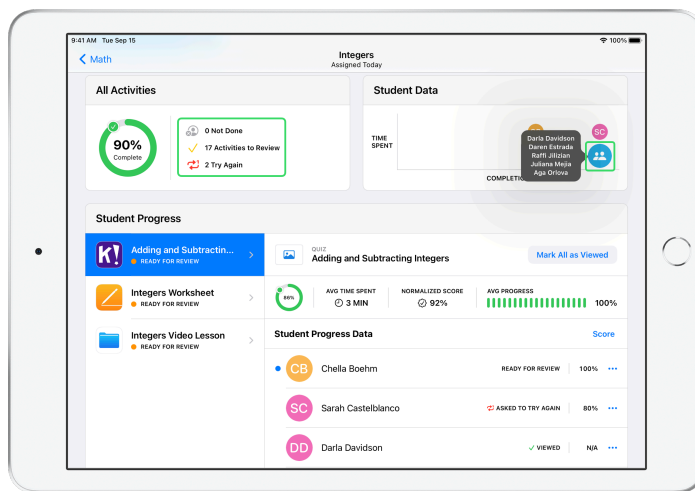 9:41 AM Tue Sep 15
100%
Math
Integers
Assigned Today
All Activities
90%
Complete
0 Not Done
17 Activities to Review
2 Try Again
Student Data
TIME
SPENT
SC
Darla Davidson
Daren Estrada
Raffi Jilizian
Juliana Mejia
Aga Orlova
Student Progress
K!
Adding and Subtractin...
READY FOR REVIEW
Integers Worksheet
READY FOR REVIEW
Integers Video Lesson
READY FOR REVIEW
QUIZ
Adding and Subtracting Integers
Mark All as Viewed
86%
AVG TIME SPENT
3 MIN
NORMALIZED SCORE
92%
AVG PROGRESS
100%
Student Progress Data
Score
CB
Chella Boehm
READY FOR REVIEW
100%
SC
Sarah Castelblanco
ASKED TO TRY AGAIN
80%
DD
Darla Davidson
VIEWED
N/A